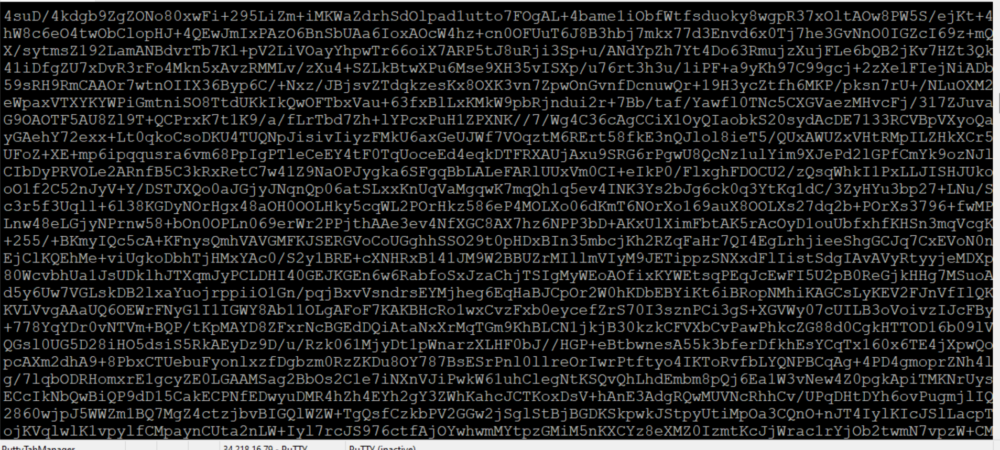 4suD/4kdgb9ZgZONo80xwFi+295LiZm+iMKWaZdrhSdOlpad1utto7FOgAL+4bame1iObfWtfsduoky8wgpR37xOltAOw8PW5S/ejKt+4
hW8c6eO4twObClopHJ+4QEwJmIxPAzO6BnSbUAa6IoxAOcW4hz+cn0OFUuT6J8B3hbj7mkx77d3Envd6x0Tj7he3GvNnO0IGZcI69z+mQ
X/sytmsZ192LamANBdvrTb7Kl+pV2LiVOayYhpwTr66oiX7ARP5tJ8uRji3Sp+u/ANdYpZh7Yt4Do63RmujzXujFLe6bQB2jKv7HZt3Qk
41iDfgZU7xDvR3rFo4Mkn5xAvzRMMLv/zXu4+SZLkBtwXPu6Mse9XH35vISXp/u76rt3h3u/1iPF+a9yKh97C99gcj+2zXe1FIejNiADb
59sRH9RmCAAOr7wtnOIIX36Byp6C/+Nxz/JBjsvZTdqkzesKx8OXK3vn7ZpwOnGvnfDcnuwQr+19H3ycZtfh6MKP/pksn7rU+/NLuOXM2
eWpaxVTXYKYWPiGmtniSO8TtdUKkIkQwOFTbxVau+63fxBlLxKMkW9pbRjndui2r+7Bb/taf/Yawfl0TNc5CXGVaezMHvcFj/317ZJuva
G9OAOTF5AU8Zl9T+QCPrxK7t1K9/a/fLrTbd7Zh+lYPcxPuH1ZPXNK//7/Wg4C36cAgCCiX1OyQIaobkS20sydAcDE7133RCVBpVXyoQa
yGAehY72exx+Lt0qkoCsoDKU4TUQNpJisivIiyzFMkU6axGeUJWf7VOqztM6RErt58fkE3nQJlol8ieT5/QUxAWUZxVHtRMpILZHkXCr5
UFoZ+XE+mp6ipqqusra6vm68PpIgPTleCeEY4tF0TqUoceEd4eqkDTFRXAUjAxu9SRG6rPgwU8QcNz1ulYim9XJePd2lGPfCmYk9ozNJl
CIbDyPRVOLe2ARnfB5C3kRxRetC7w41Z9NaOPJygka6SFgqBbLALeFARlUUxVm0CI+eIkP0/FlxghFDOCU2/zQsqWhkI1PxLLJISHJUko
oO1f2C52nJyV+Y/DSTJXQo0aJGjyJNqnQp06atSLxxKnUqVaMgqwK7mqQh1q5ev4INK3Ys2bJg6ck0q3YtKq1dC/3ZyHYu3bp27+LNu/S
c3r5f3Uqll+6l38KGDyNOrHgx48aOH0OOLHky5cqWL2POrHkz586eP4MOLXo06dKmT6NOrXo169auX8OOLXs27dq2b+POrXs3796+fwMP
Lnw48eLGjyNPrnw58+bOn0OPLn069erWr2PPjthAAe3ev4NfXGC8AX7hz6NPP3bD+AKxUlXimFbtAK5rAcOyD1ouUbfxhfKHSn3mqVcgK
+255/+BKmyIQc5cA+KFnysQmhVAVGMFKJSERGVoCoUGghhSSO29t0pHDxBIn35mbcjKh2RZqFaHr7QI4EgLrhjieeShgGCJq7CxEVoN0n
EjClKQEhMe+viUgkoDbhTjHMxYAc0/S2y1BRE+cXNHRxB141JM9W2BBUZrMIllmVIyM9JETippzSNXxdFlIistSdgIAvAVyRtyyjeMDXp
80WcvbhUa1JsUDklhJTXqmJyPCLDHI40GEJKGEn6w6RabfoSxJzaChjTSIgMyWEoAOfixKYWEtsqPEqJcEwFI5U2pB0ReGjkHHg7MSuoA
d5y6Uw7VGLskDB2lxaYuojrppiiO1Gn/pqjBxvVsndrsEYMjheg6EqHaBJCpOr2W0hKDbEBYiKt6iBRopNMhiKAGCsLyKEV2FJnVfIlQK
KVLVvgAAaUQ6OEWrFNyG1I1IGWY8Ab11OLgAFoF7KAKBHcRo1wxCvzFxb0eycefZrS70I3sznPCi3gS+XGVWy07cUILB3oVoivzIJcFBy
+778YqYDr0vNTVm+BQP/tKpMAYD8ZFxrNcBGEdDQiAtaNxXrMqTGm9KhBLCN1jkjB30kzkCFVXbCvPawPhkcZG88d0CgkHTTOD16b09lV
QGsl0UG5D28iHO5dsiS5RkAEyDz9D/u/Rzk061MjyDt1pWnarzXLHF0bJ//HGP+eBtbwnesA55k3bferDfkhEsYCqTx160x6TE4jXpwQo
pcAXm2dhA9+8PbxCTUebuFyonlxzfDgbzm0RzZKDu8OY787BsESrPnl0llreOrIwrPtftyo4IKToRvfbLYQNPBCqAg+4PD4gmoprZNh4l
g/7lqbODRHomxrE1gcyZE0LGAAMSag2BbOs2C1e7iNXnVJiPwkW61uhClegNtKSQvQhLhdEmbm8pQj6Ea1W3vNew4Z0pgkApiTMKNrUys
ECcIkNbQwBiQP9dD15CakECPNfEDwyuDMR4hZh4EYh2gY3ZWhKahcJCTKoxDsV+hAnE3AdgRQwMUVNcRhhCv/UPqDHtDYh6ovPugmjlIQ
2860wjpJ5WWZm1BQ7MgZ4ctzjbvBIGQlWZW+TgQsfCzkbPV2GGw2jSglStBjBGDKSkpwkJStpyUtiMpOa3CQnO+nJT4IylKIcJSlLacpT
ojKVqlwlK1vpylfCMpaynCUta2nLW+Iyl7rcJS976ctfAjOYwhwmMYtpzGMiM5nKXCYzm8eXMZ0IzmtKcJjWrac1rYjOb2twmN7vpzW+CM
PuttyTabManager
34.218.16.79 - PuTTY
PuTTY (inactive)